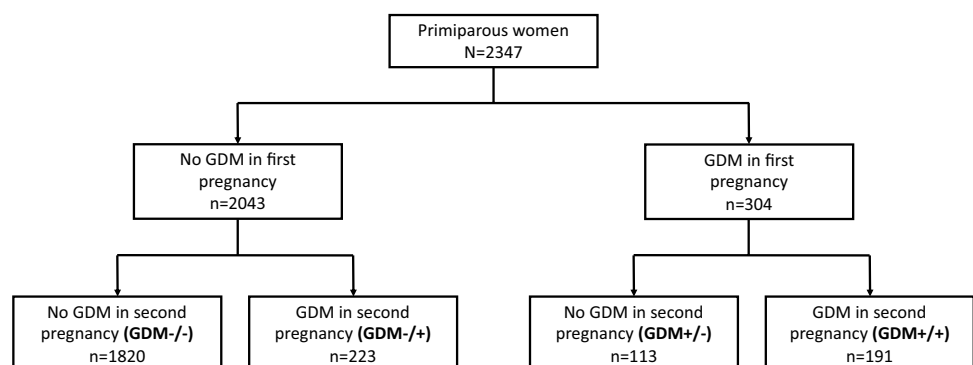 Primiparous women
N=2347
No GDM in first
pregnancy
n=2043
GDM in first
pregnancy
n=304
No GDM in second
pregnancy (GDM-/-)
n=1820
GDM in second
pregnancy (GDM-/+)
n=223
No GDM in second
pregnancy (GDM+/-)
n=113
GDM in second
pregnancy (GDM+/+)
n=191